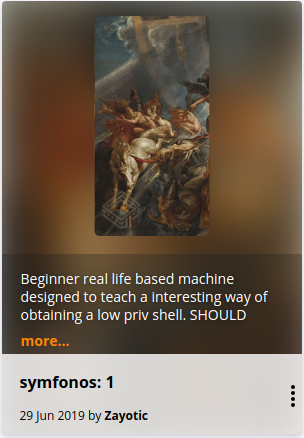 Beginner real life based machine
designed to teach a interesting way of
obtaining a low priv shell. SHOULD
more...
symfonos: 1
29 Jun 2019 by Zayotic